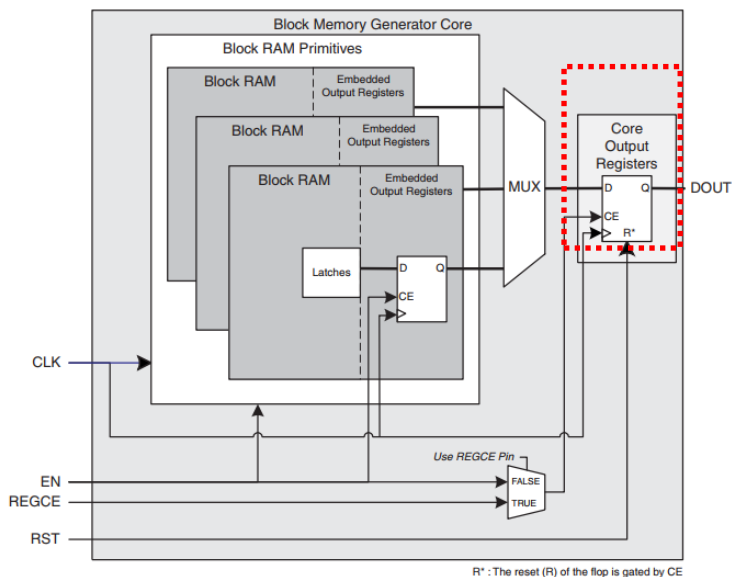 Block Memory Generator Core
Block RAM Primitives
Block RAM
Embedded
Output Registers
Block RAM
Embedded
Output Registers
Block RAM
Embedded
Output Registers
Latches
D Q
CE
MUX
Core
Output
Registers
D Q
CE
R*
DOUT
CLK
EN
REGCE
RST
Use REGCE Pin
FALSE
TRUE
R* : The reset (R) of the flop is gated by CE